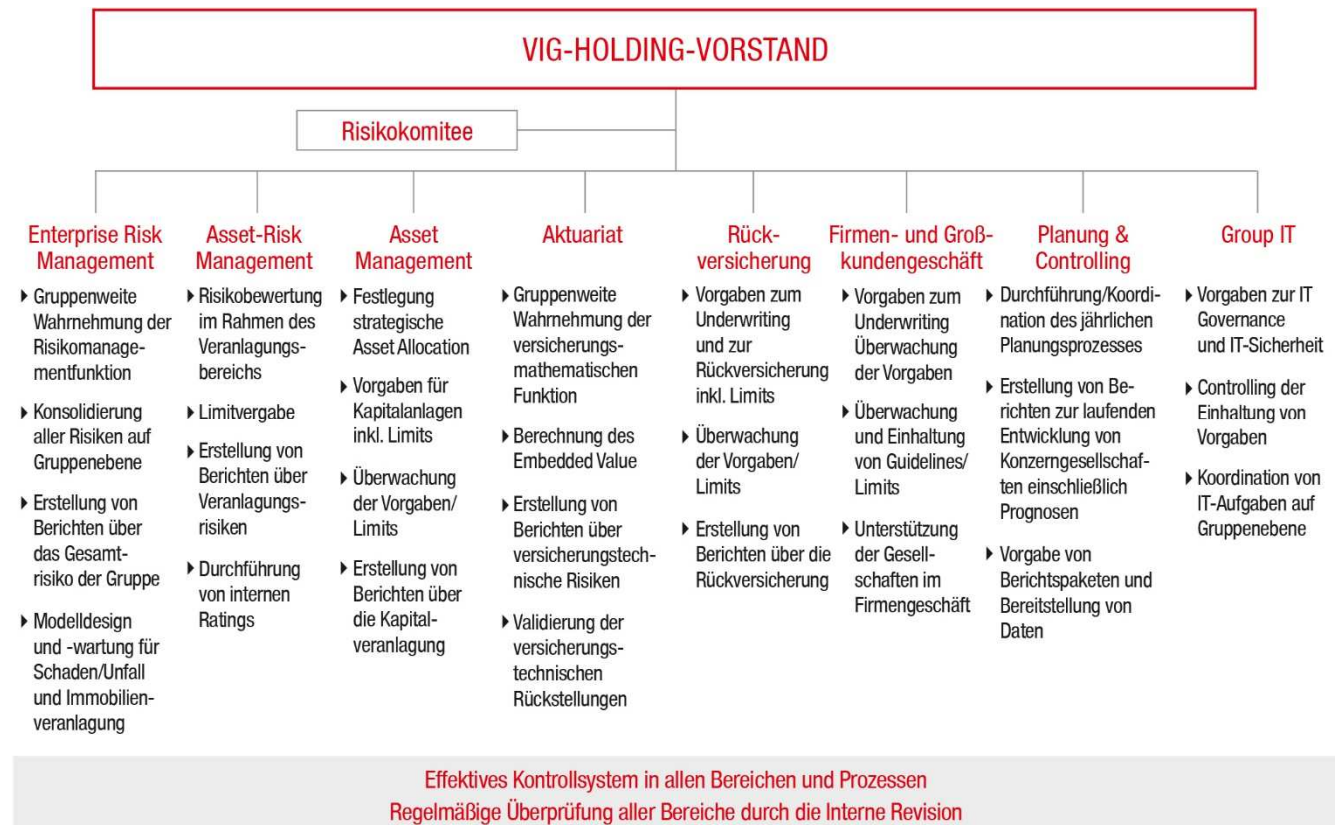 VIG-HOLDING-VORSTAND
Risikokomitee
Enterprise Risk
Management
▶ Gruppenweite
Wahrnehmung der
Risikomanage-
mentfunktion
▶ Konsolidierung
aller Risiken auf
Gruppenebene
▶ Erstellung von
Berichten über
das Gesamt-
risiko der Gruppe
▶ Modelldesign
und -wartung für
Schaden/Unfall
und Immobilien-
veranlagung
Asset-Risk
Management
▶ Risikobewertung
im Rahmen des
Veranlagungs-
bereichs
▶ Limitvergabe
▶ Erstellung von
Berichten über
Veranlagungs-
risiken
▶ Durchführung
von internen
Ratings
Asset
Management
▶ Festlegung
strategische
Asset Allocation
▶ Vorgaben für
Kapitalanlagen
inkl. Limits
▶ Überwachung
der Vorgaben/
Limits
▶ Erstellung von
Berichten über
die Kapital-
veranlagung
Aktuariat
▶ Gruppenweite
Wahrnehmung der
versicherungs-
mathematischen
Funktion
▶ Berechnung des
Embedded Value
▶ Erstellung von
Berichten über
versicherungstech-
nische Risiken
▶ Validierung der
versicherungs-
technischen
Rückstellungen
Rück-
versicherung
▶ Vorgaben zum
Underwriting
und zur
Rückversicherung
inkl. Limits
▶ Überwachung
der Vorgaben/
Limits
▶ Erstellung von
Berichten über die
Rückversicherung
Firmen- und Groß-
kundengeschäft
▶ Vorgaben zum
Underwriting
Überwachung
der Vorgaben
▶ Überwachung
und Einhaltung
von Guidelines/
Limits
▶ Unterstützung
der Gesell-
schaften im
Firmengeschäft
Planung &
Controlling
▶ Durchführung/Koordi-
nation des jährlichen
Planungsprozesses
▶ Erstellung von Be-
richten zur laufenden
Entwicklung von
Konzerngesellschaf-
ten einschließlich
Prognosen
▶ Vorgabe von
Berichtspaketen und
Bereitstellung von
Daten
Group IT
▶ Vorgaben zur IT
Governance
und IT-Sicherheit
▶ Controlling der
Einhaltung von
Vorgaben
▶ Koordination von
IT-Aufgaben auf
Gruppenebene
Effektives Kontrollsystem in allen Bereichen und Prozessen
Regelmäßige Überprüfung aller Bereiche durch die Interne Revision